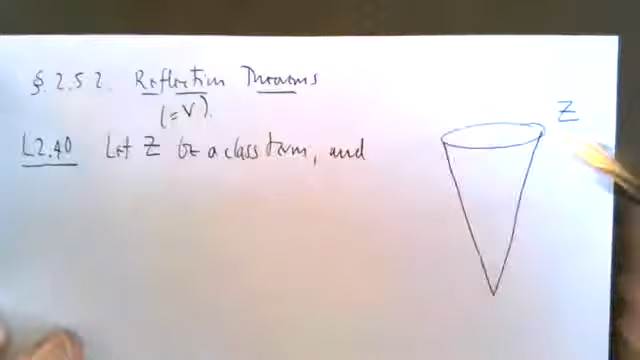 §.2.5.2. Reflection Theorems
(=V).
L2.40 Let Z be a class term, and
Z